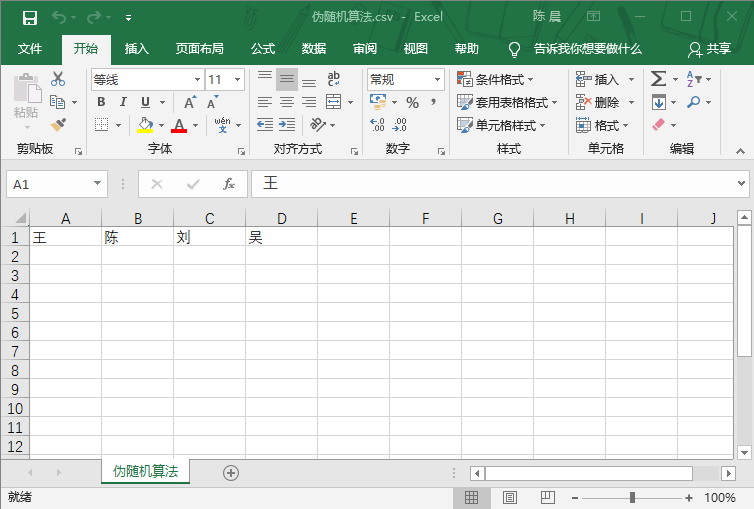 伪随机算法.csv - Excel
陈 晨
文件 开始 插入 页面布局 公式 数据 审阅 视图 帮助 告诉我你想要做什么 共享
粘贴
剪贴板
等线 11
B I U A A
A wén 文
字体
ab c
对齐方式
常规
% ,
.0 .00 .00 .0
数字
条件格式
套用表格格式
单元格样式
样式
插入
删除
格式
单元格
Σ A Z
编辑
A1 fx 王
A B C D E F G H I J
1 王 陈 刘 吴
2
3
4
5
6
7
8
9
10
11
12
伪随机算法
就绪 100%